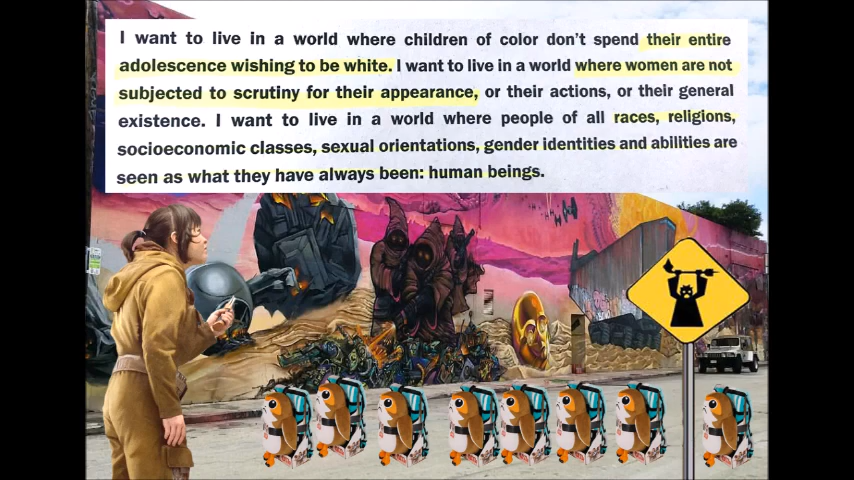 I want to live in a world where children of color don't spend their entire
adolescence wishing to be white. I want to live in a world where women are not
subjected to scrutiny for their appearance, or their actions, or their general
existence. I want to live in a world where people of all races, religions,
socioeconomic classes, sexual orientations, gender identities and abilities are
seen as what they have always been: human beings.